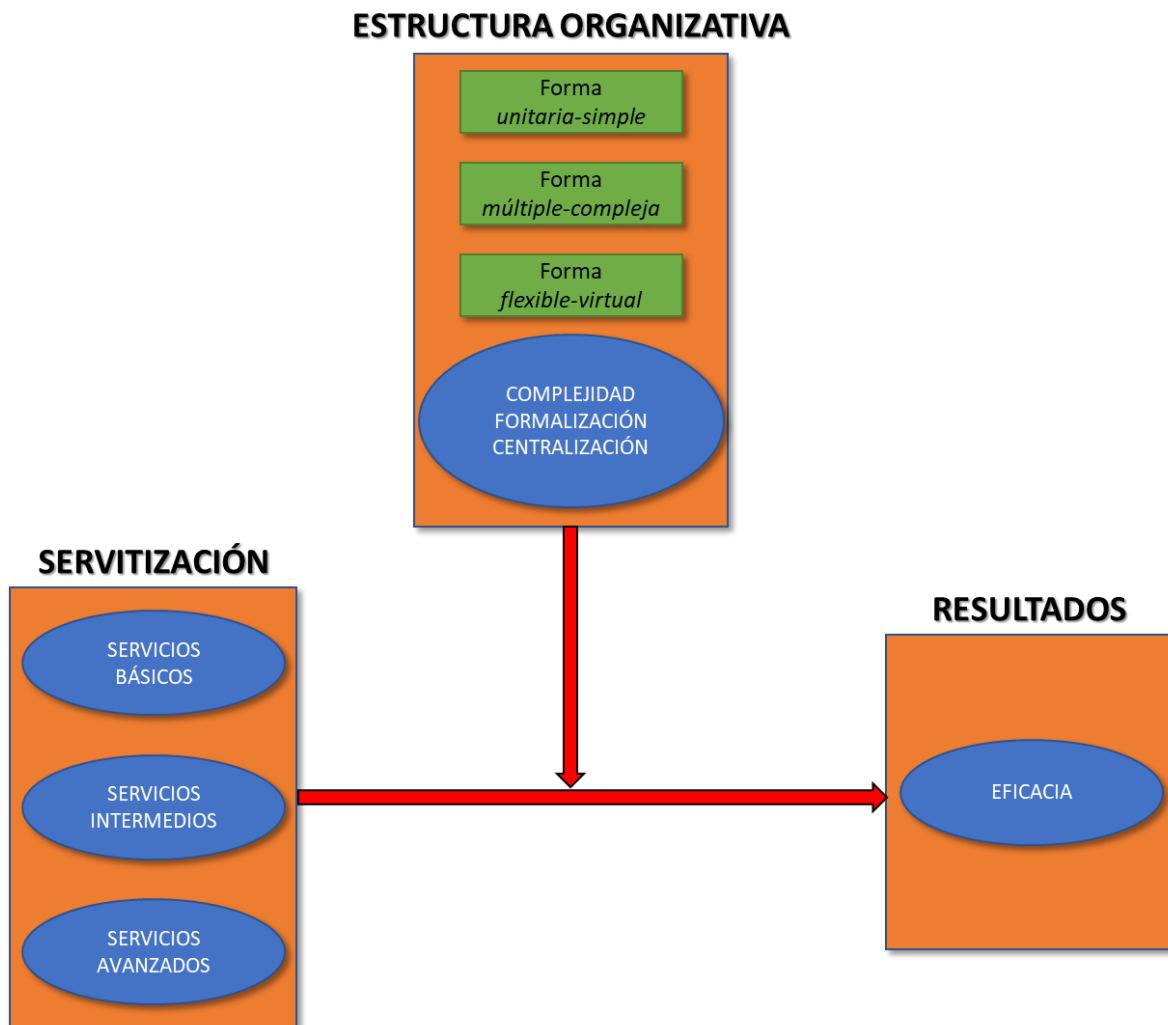 ESTRUCTURA ORGANIZATIVA
Forma
unitaria-simple
Forma
múltiple-compleja
Forma
flexible-virtual
COMPLEJIDAD
FORMALIZACIÓN
CENTRALIZACIÓN
SERVITIZACIÓN
SERVICIOS
BÁSICOS
SERVICIOS
INTERMEDIOS
SERVICIOS
AVANZADOS
RESULTADOS
EFICACIA